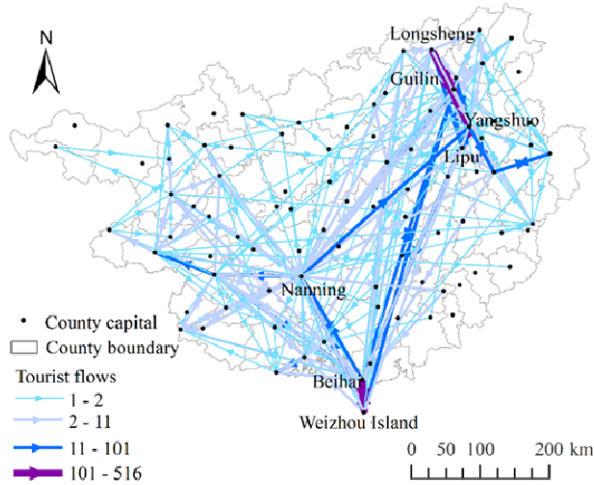 N
Longsheng
Guilin
Yangshuo
Lipu
Nanning
County capital
County boundary
Beihai
Tourist flows
Weizhou Island
1 - 2
2 - 11
11 - 101
101 - 516
0 50 100 200 km